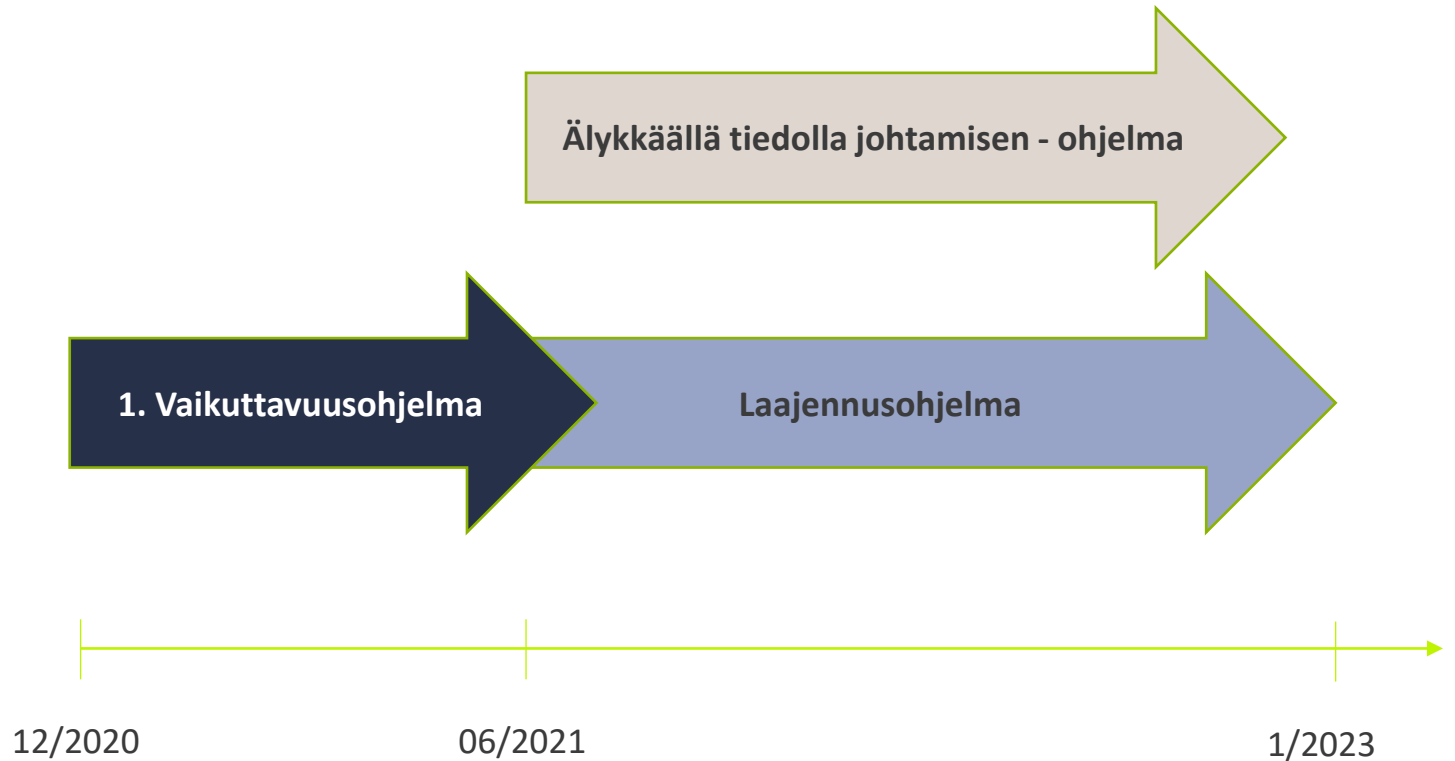 Älykkäällä tiedolla johtamisen - ohjelma
1. Vaikuttavuusohjelma
Laajennusohjelma
12/2020
06/2021
1/2023